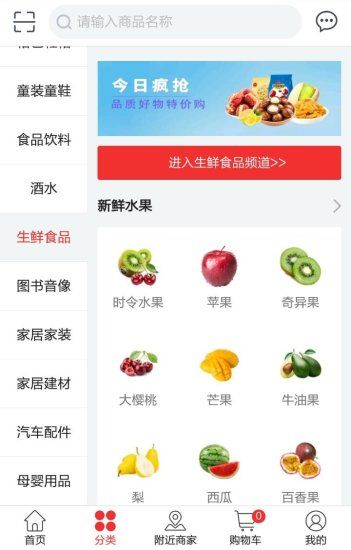 请输入商品名称
今日疯抢
品质好物特价购
童装童鞋
食品饮料
酒水
生鲜食品
图书音像
家居家装
家居建材
汽车配件
母婴用品
进入生鲜食品频道>>
新鲜水果
时令水果 苹果 奇异果
大樱桃 芒果 牛油果
梨 西瓜 百香果
0
首页 分类 附近商家 购物车 我的